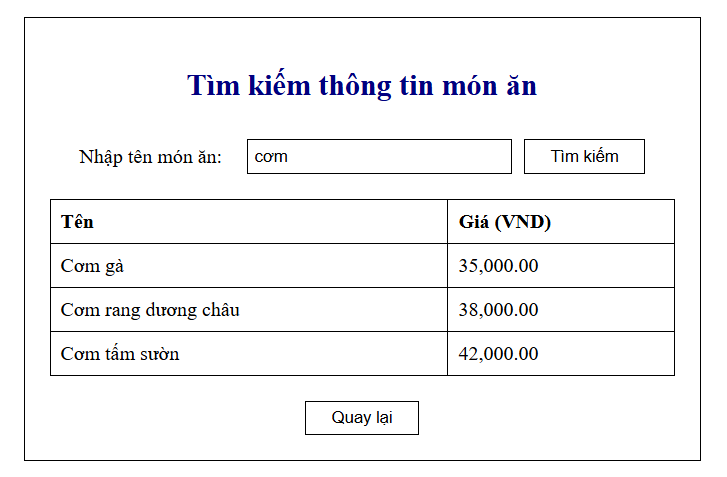 Tìm kiếm thông tin món ăn
Nhập tên món ăn: cơm Tìm kiếm
Tên Giá (VND)
Cơm gà 35,000.00
Cơm rang dương châu 38,000.00
Cơm tấm sườn 42,000.00
Quay lại